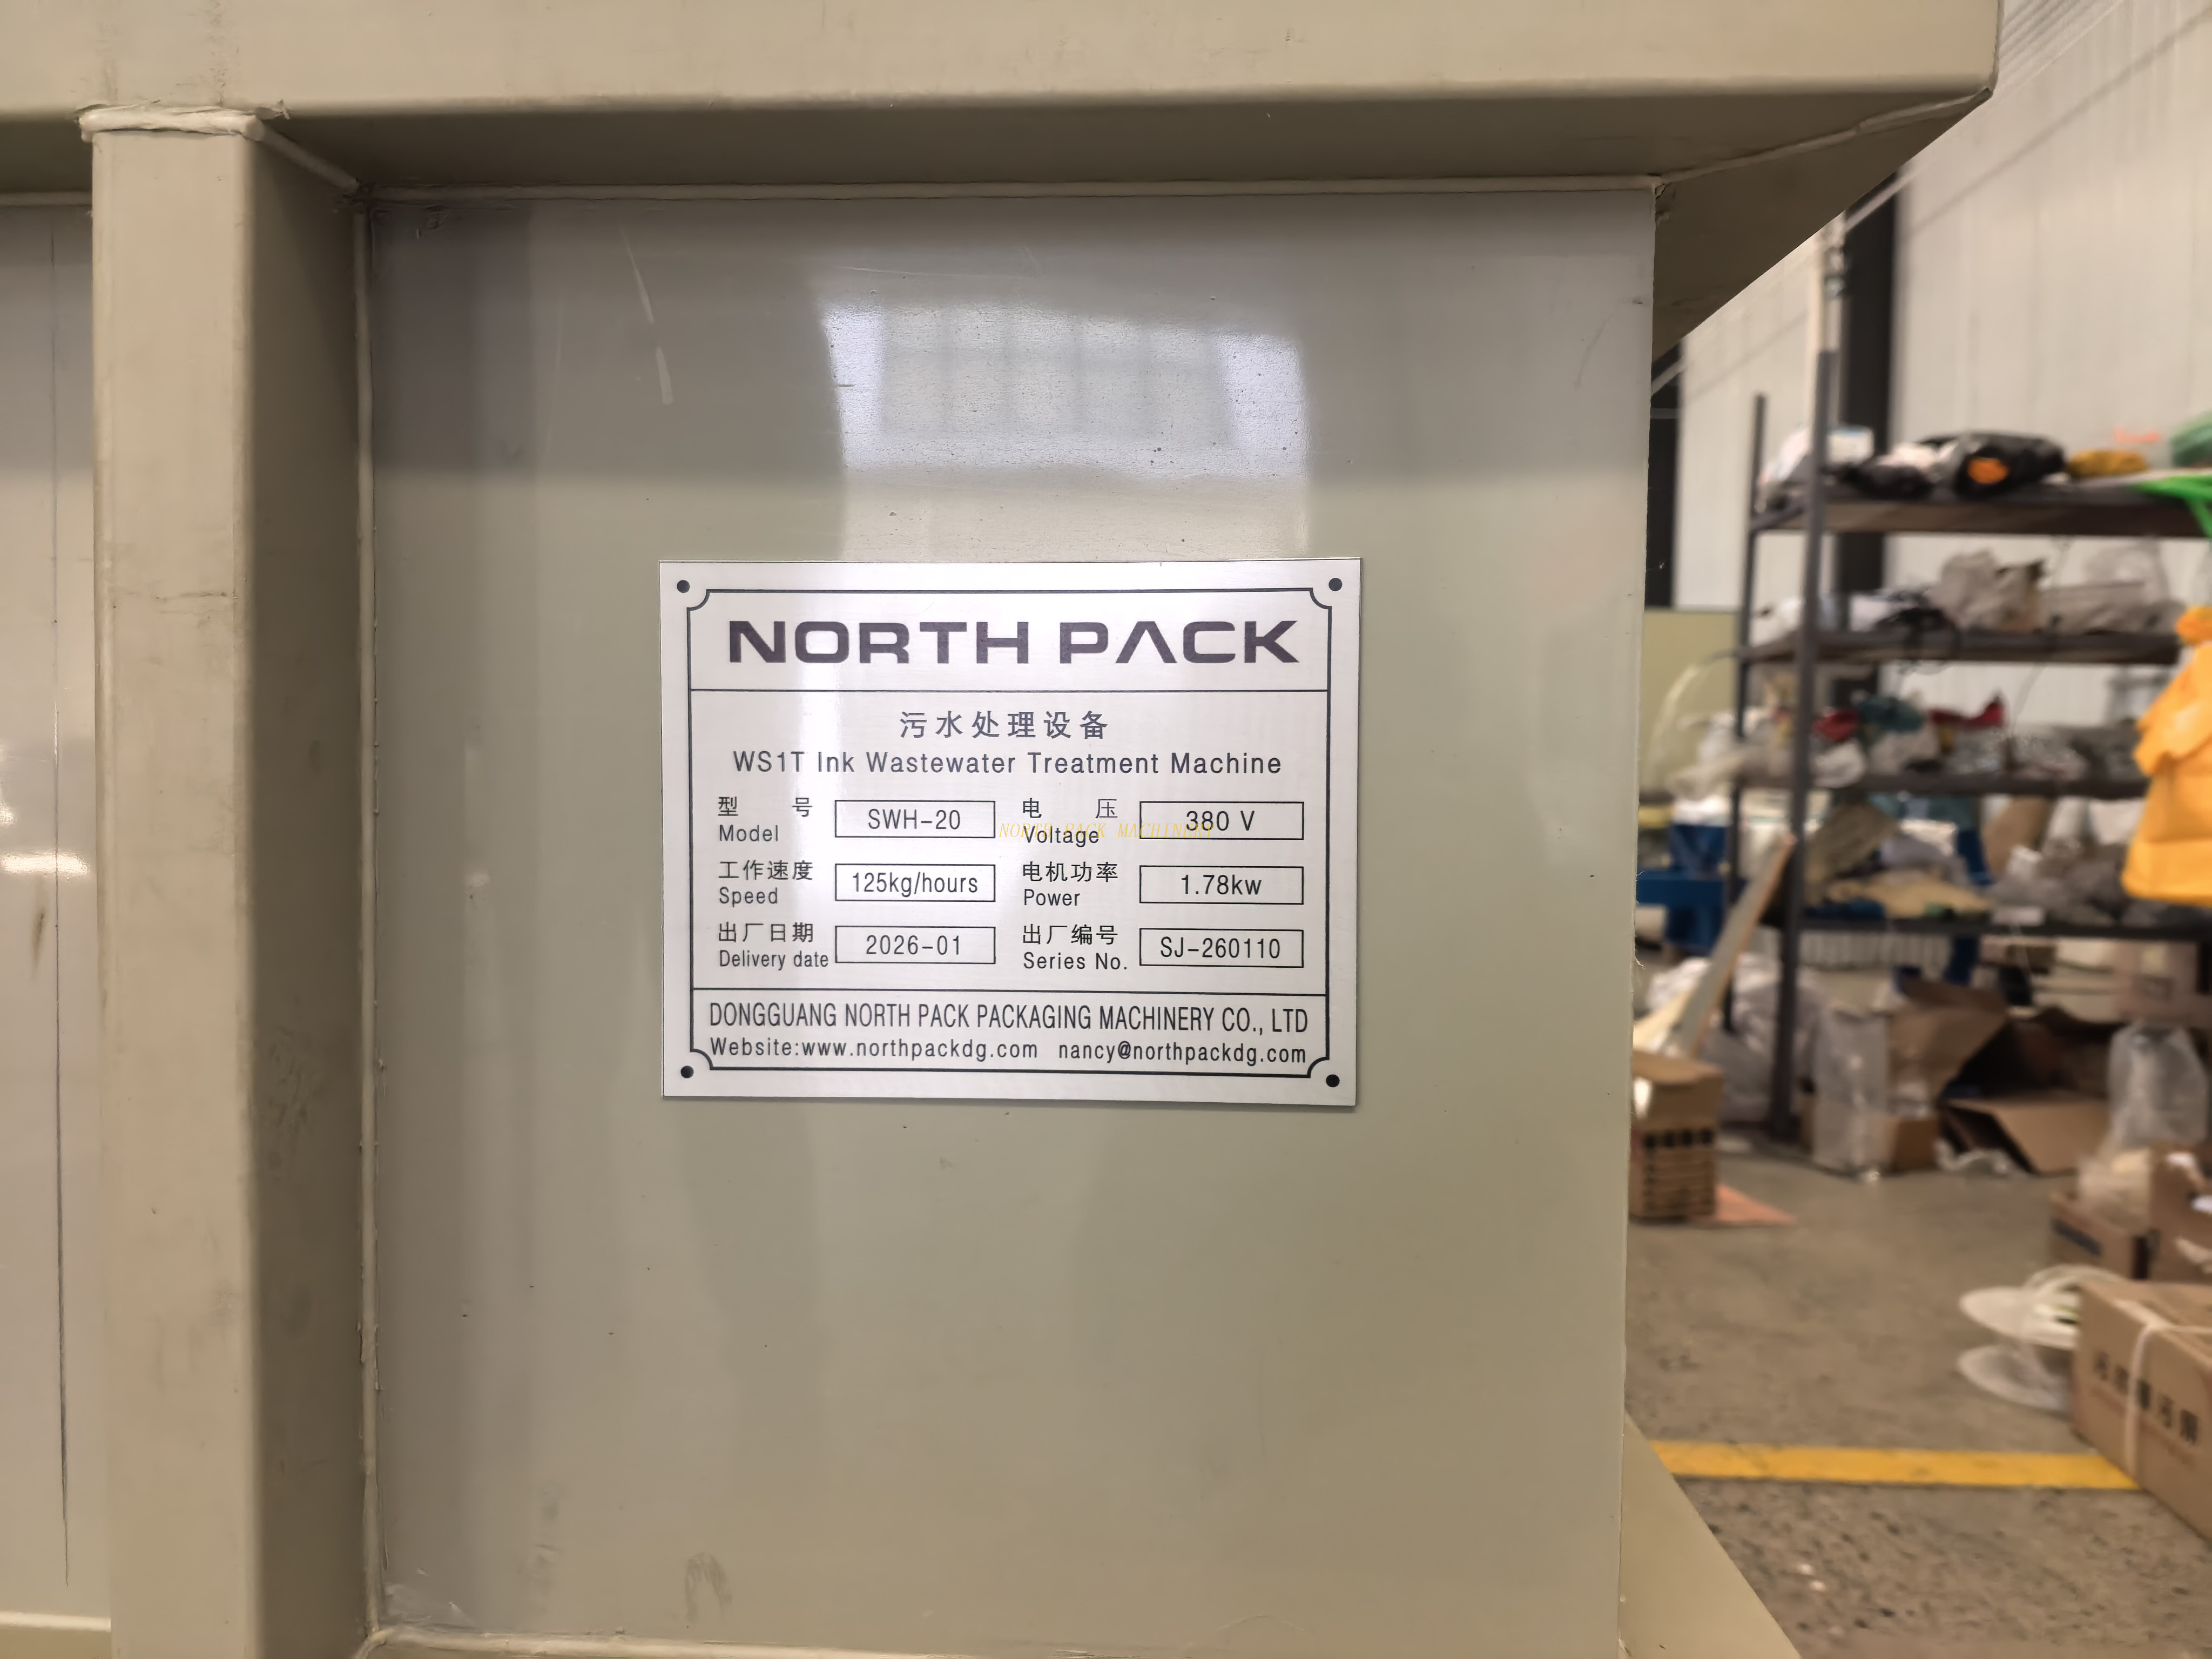 NORTH PACK
污水处理设备
WS1T Ink Wastewater Treatment Machine
型 号 SWH-20 电 压 380 V
Model Voltage
NORTH PACK MACHINERY
工作速度 125kg/hours 电机功率 1.78kw
Speed Power
出厂日期 2026-01 出厂编号 SJ-260110
Delivery date Series No.
DONGGUANG NORTH PACK PACKAGING MACHINERY CO., LTD
Website:www.northpackdg.com nancy@northpackdg.com